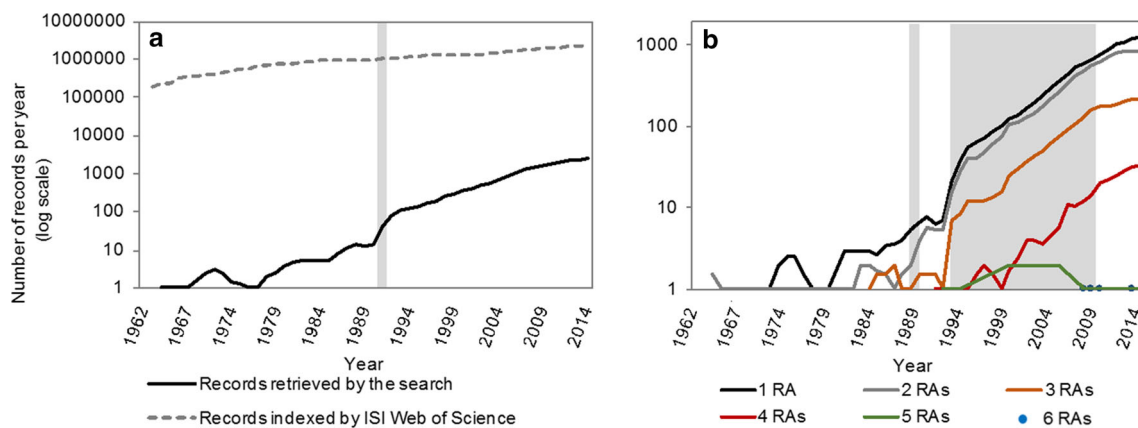 a
Number of records per year
(log scale)
10000000
1000000
100000
10000
1000
100
10
1
1962
1967
1974
1979
1984
1989
1994
1999
2004
2009
2014
Year
Records retrieved by the search
Records indexed by ISI Web of Science
b
1000
100
10
1
1962
1967
1974
1979
1984
1989
1994
1999
2004
2009
2014
Year
1 RA
2 RAs
3 RAs
4 RAs
5 RAs
6 RAs